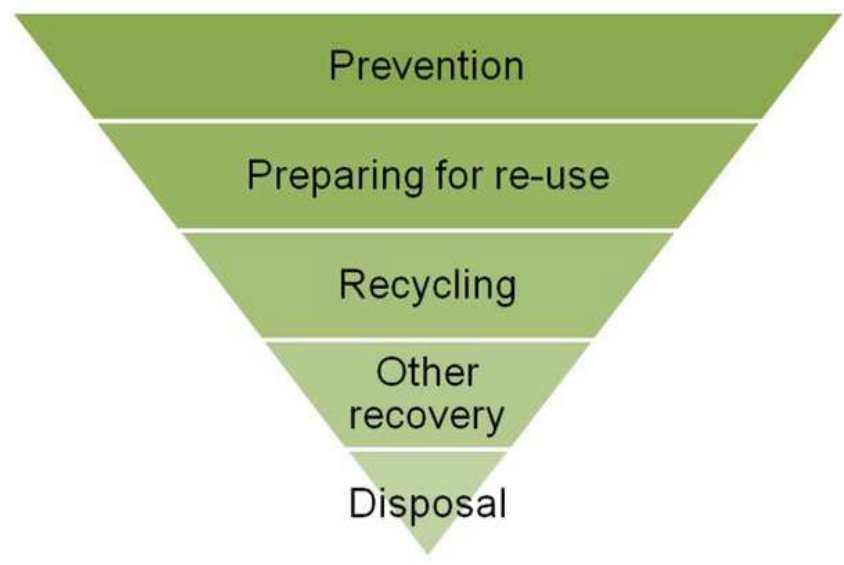 Prevention
Preparing for re-use
Recycling
Other
recovery
Disposal